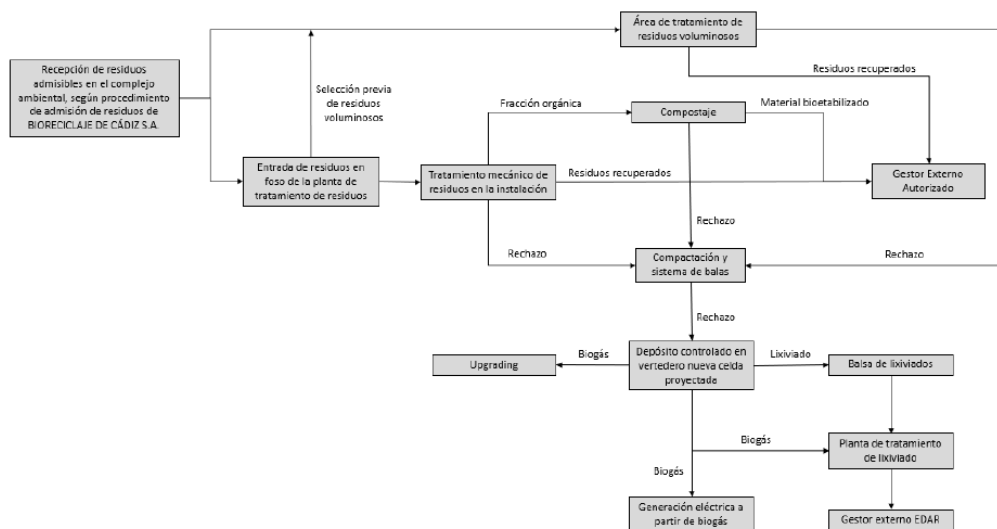 Área de tratamiento de
residuos voluminosos
Recepción de residuos
admisibles en el complejo
ambiental, según procedimiento
de admisión de residuos de
BIORECICLAJE DE CÁDIZ S.A.
Selección previa
de residuos
voluminosos
Residuos recuperados
Fracción orgánica
Compostaje
Material bioetabilizado
Entrada de residuos en
foso de la planta de
tratamiento de residuos
Tratamiento mecánico de
residuos en la instalación
Residuos recuperados
Gestor Externo
Autorizado
Rechazo
Rechazo
Compactación y
sistema de balas
Rechazo
Rechazo
Upgrading
Biogás
Depósito controlado en
vertedero nueva celda
proyectada
Lixiviado
Balsa de lixiviados
Biogás
Planta de tratamiento
de lixiviado
Biogás
Generación eléctrica a
partir de biogás
Gestor externo EDAR